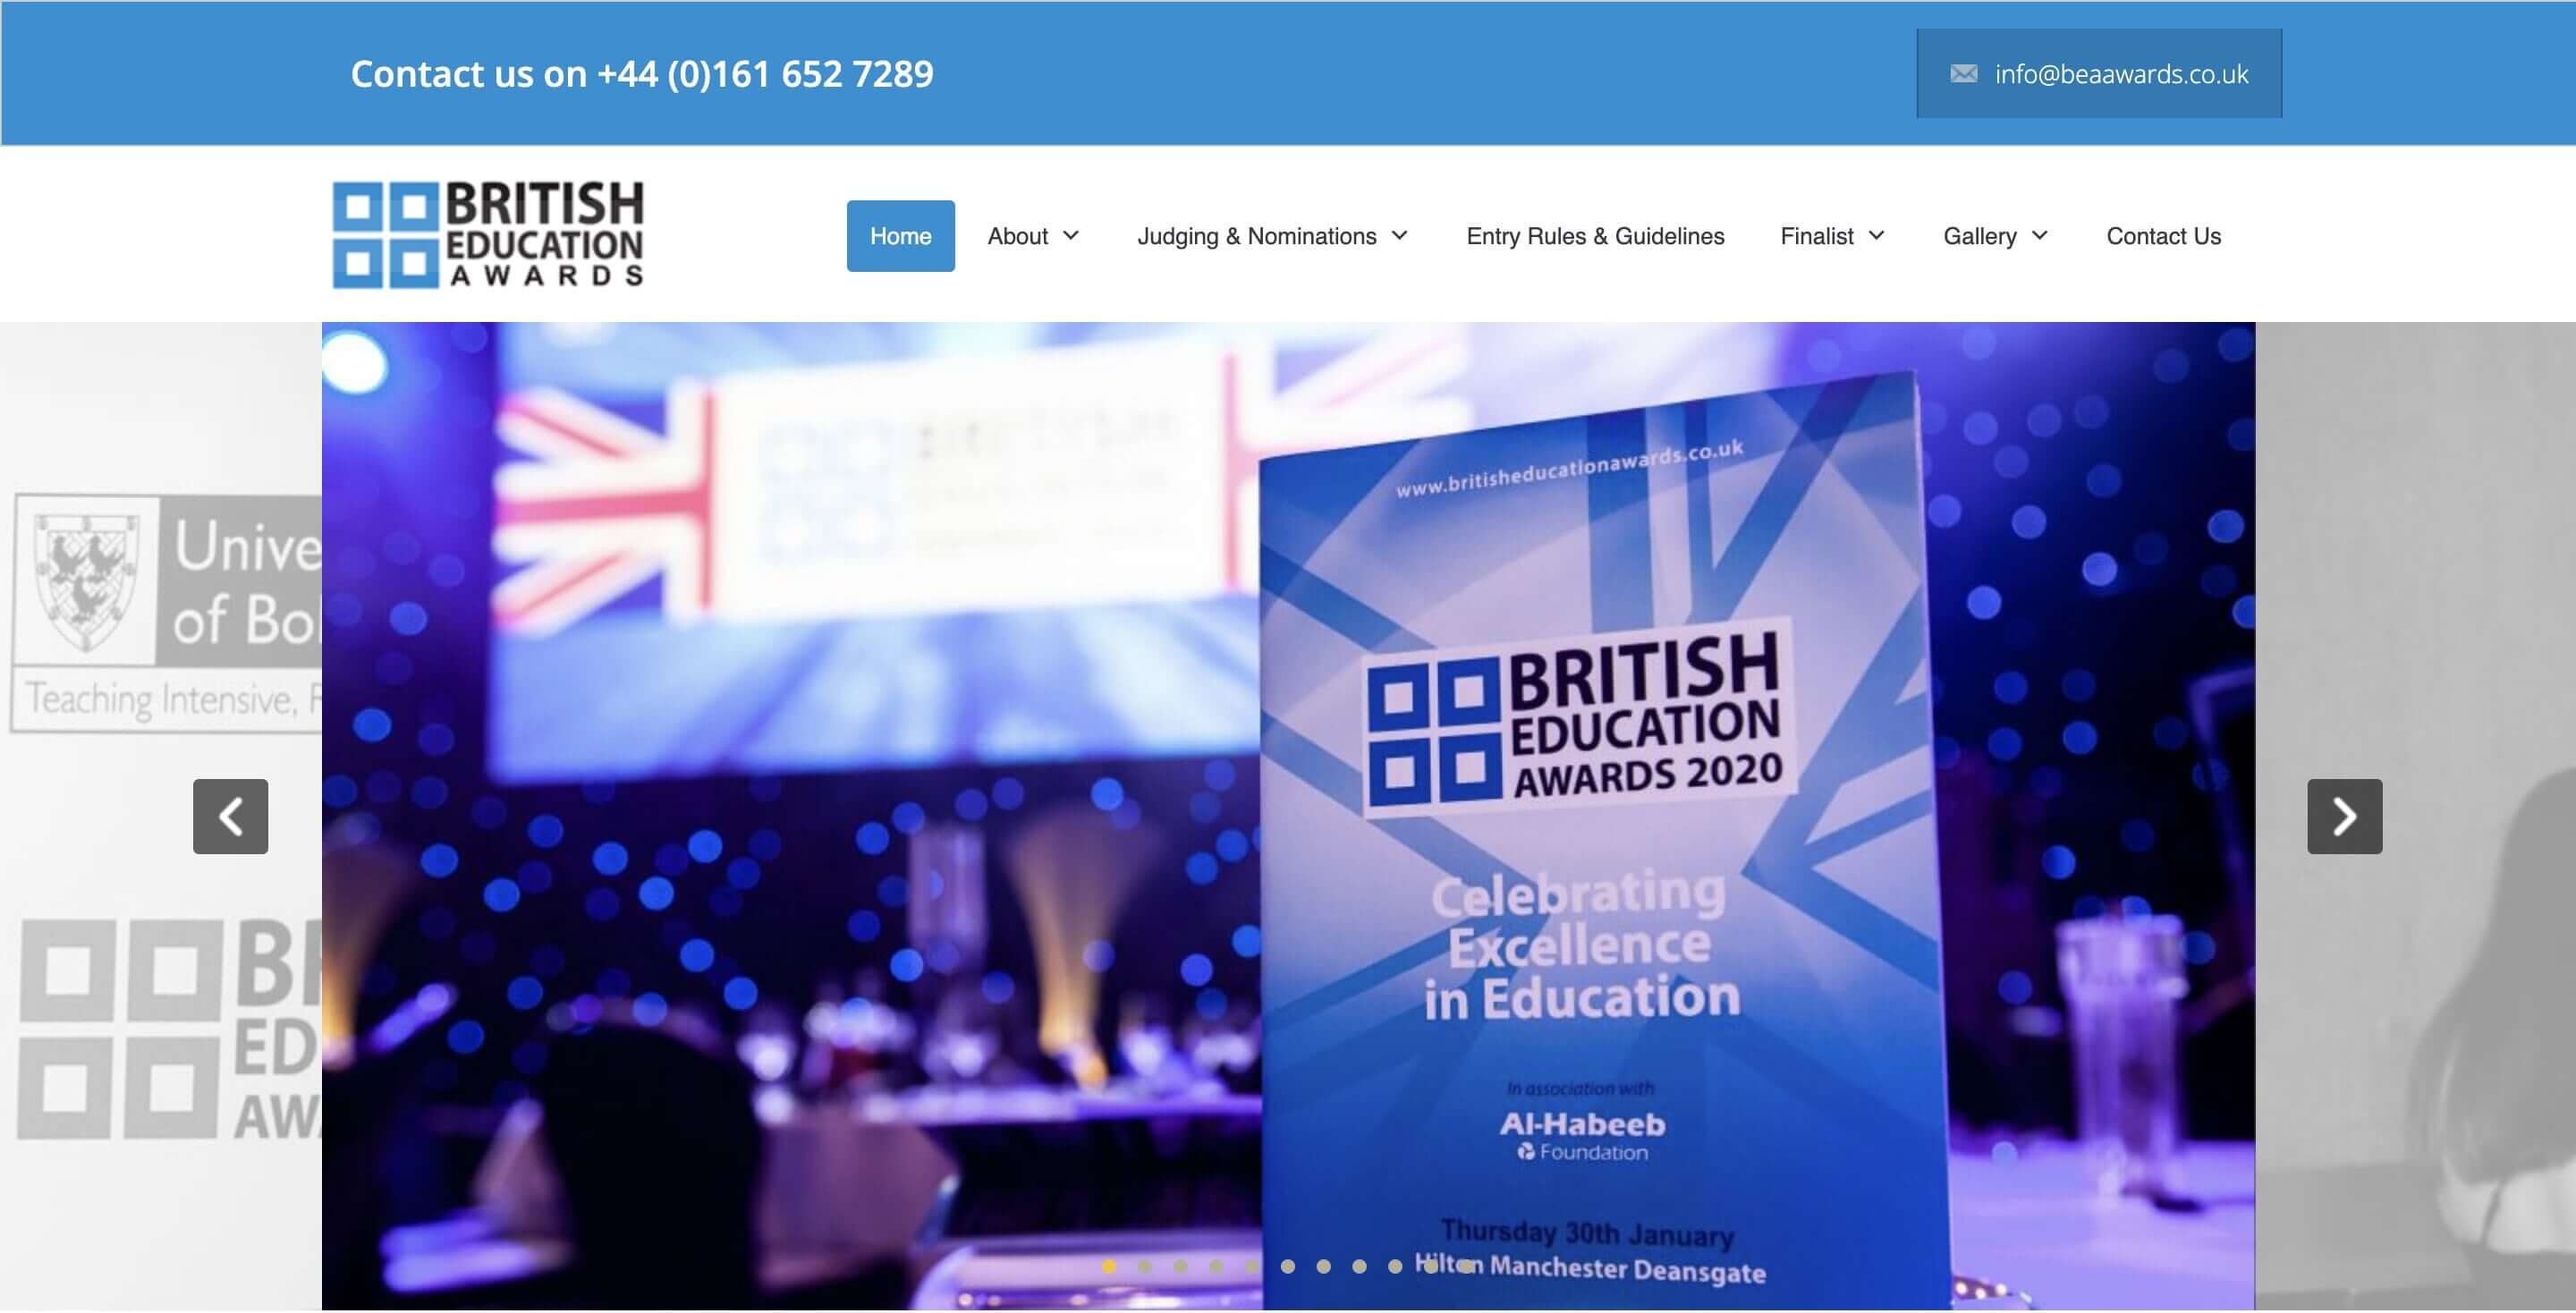 Contact us on +44 (0)161 652 7289
info@beaawards.co.uk
BRITISH
EDUCATION
AWARDS
Home
About
Judging & Nominations
Entry Rules & Guidelines
Finalist
Gallery
Contact Us
Unive
of Bol
Teaching Intensive,
ED
AW
www.britisheducationawards.co.uk
BRITISH
EDUCATION
AWARDS 2020
Celebrating
Excellence
in Education
In association with
Al-Habeeb
Foundation
Thursday 30th January
Hilton Manchester Deansgate